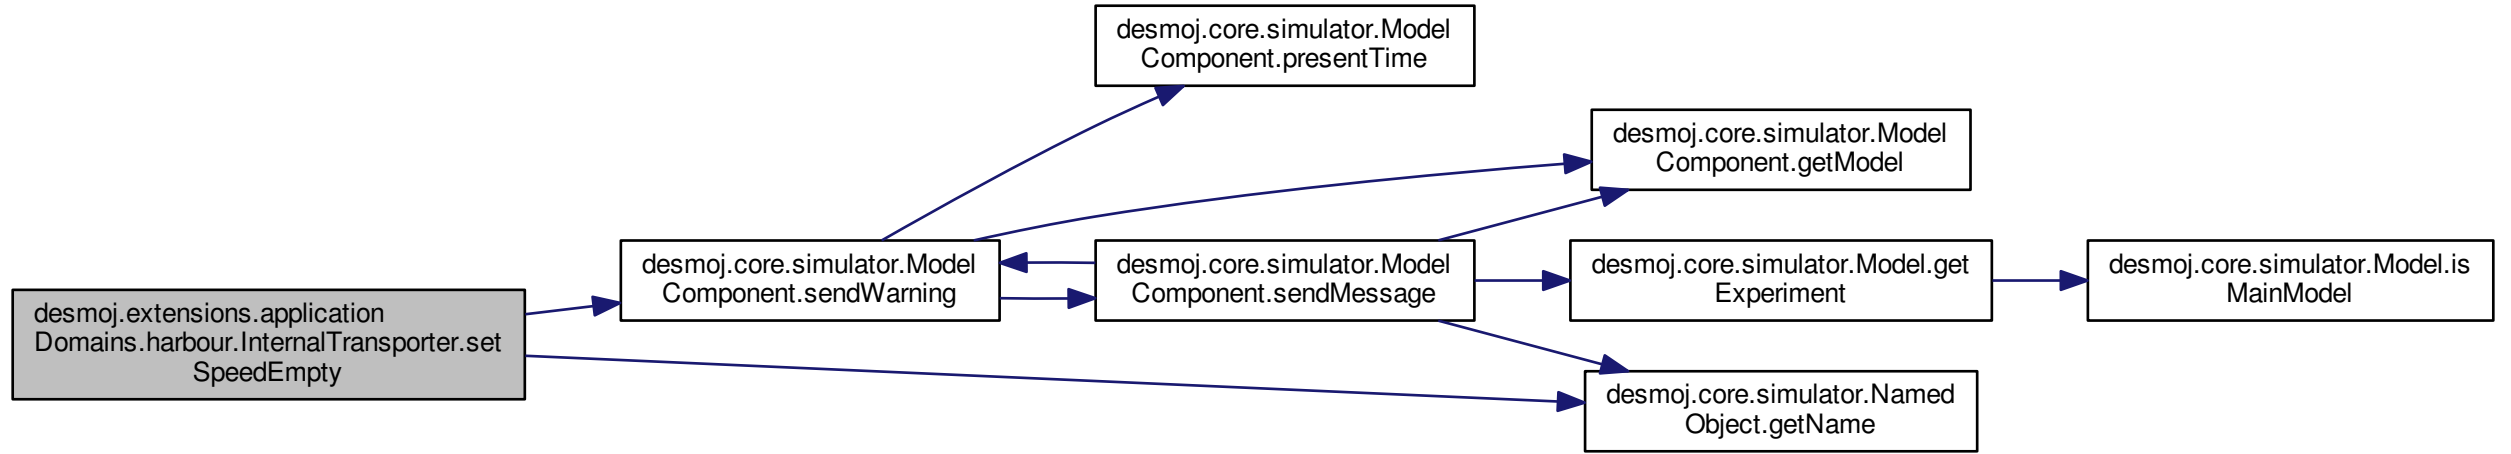 desmoj.core.simulator.Model
Component.presentTime
desmoj.core.simulator.Model
Component.getModel
desmoj.core.simulator.Model
Component.sendWarning
desmoj.core.simulator.Model
Component.sendMessage
desmoj.core.simulator.Model.get
Experiment
desmoj.core.simulator.Model.is
MainModel
desmoj.extensions.application
Domains.harbour.InternalTransporter.set
SpeedEmpty
desmoj.core.simulator.Named
Object.getName